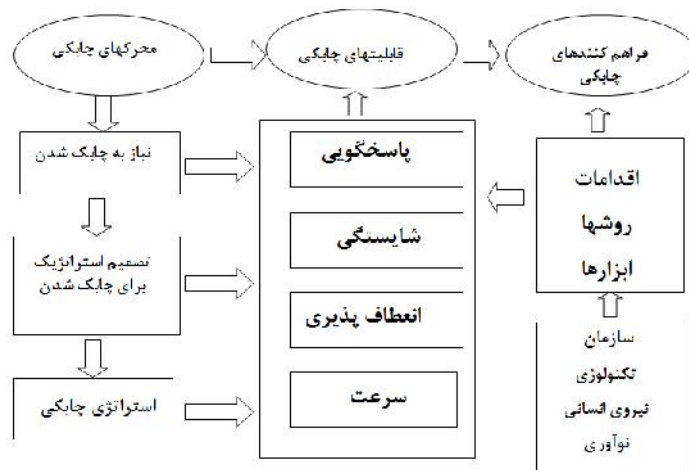 محرکهای چابکی
قابلیتهای چابکی
فراهم کنندهای
چابکی
نیاز به چابک شدن
تصمیم استراتژیک
برای چابک شدن
استراتژی چابکی
پاسخگویی
شایستگی
انعطاف پذیری
سرعت
اقدامات
روشها
ابزارها
سازمان
تکنولوژی
نیروی انسانی
نوآوری